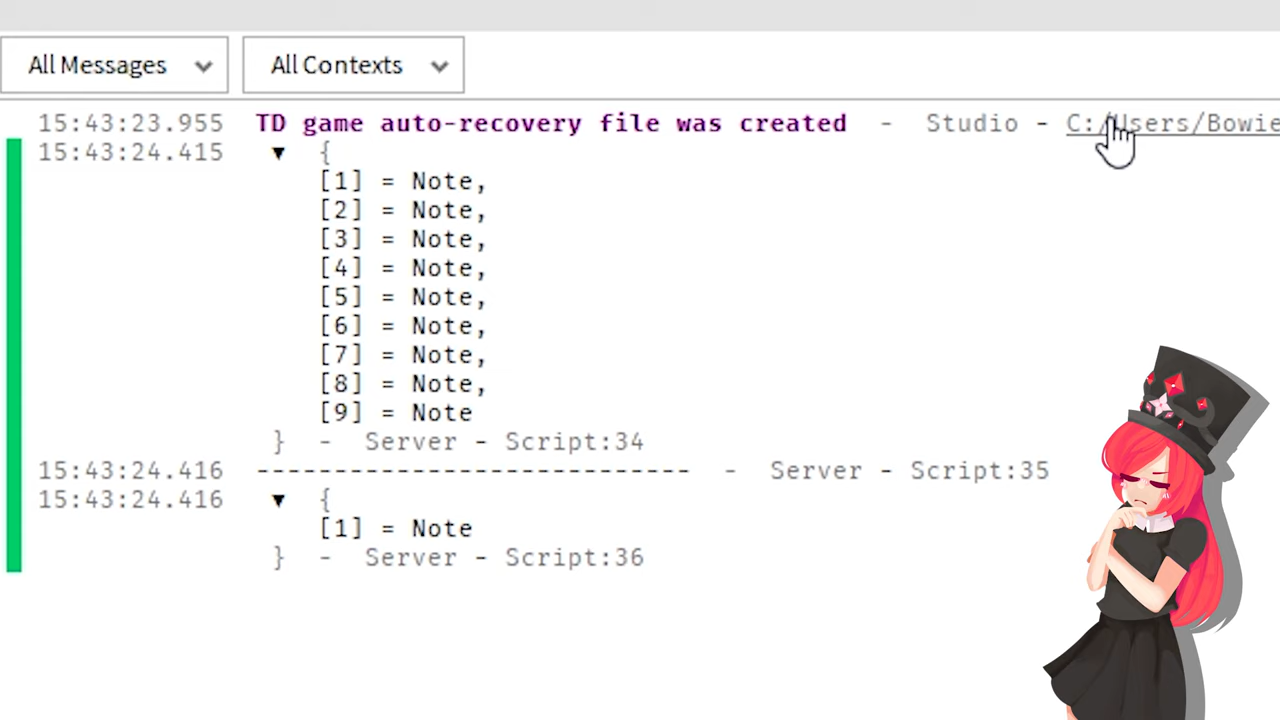 All Messages All Contexts
15:43:23.955 TD game auto-recovery file was created - Studio - C:/Users/Bowie
15:43:24.415 ▼ {
[1] = Note,
[2] = Note,
[3] = Note,
[4] = Note,
[5] = Note,
[6] = Note,
[7] = Note,
[8] = Note,
[9] = Note
} - Server - Script:34
15:43:24.416 ---------------------------- - Server - Script:35
15:43:24.416 ▼ {
[1] = Note
} - Server - Script:36